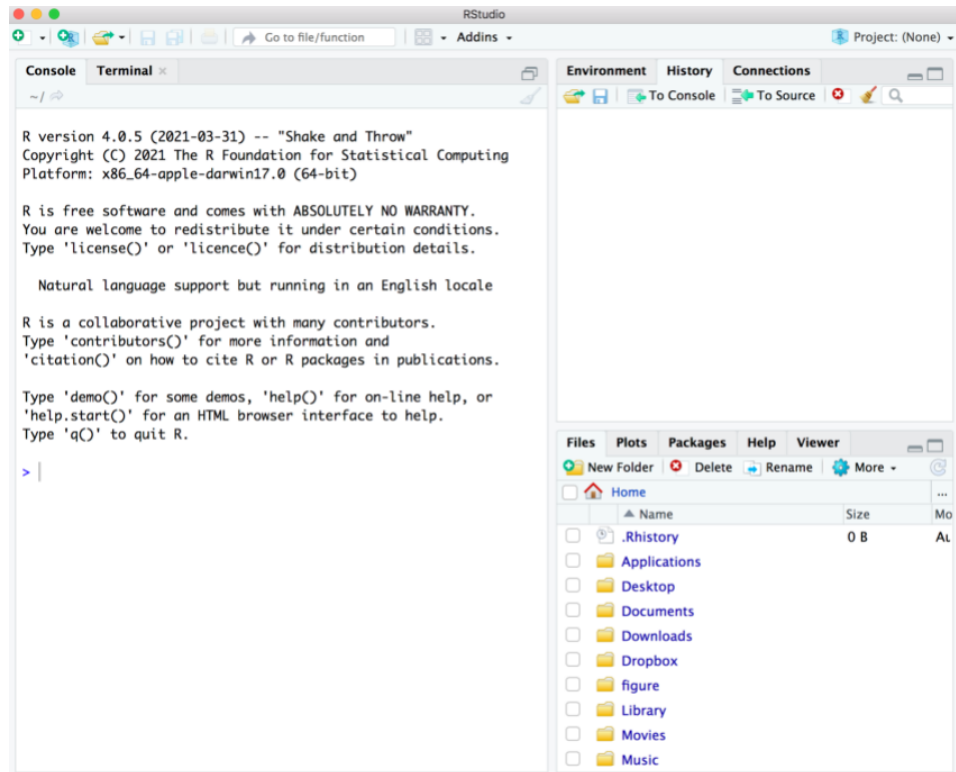 RStudio
Go to file/function Addins Project: (None)
Console Terminal
~/
R version 4.0.5 (2021-03-31) -- "Shake and Throw"
Copyright (C) 2021 The R Foundation for Statistical Computing
Platform: x86_64-apple-darwin17.0 (64-bit)
R is free software and comes with ABSOLUTELY NO WARRANTY.
You are welcome to redistribute it under certain conditions.
Type 'license()' or 'licence()' for distribution details.
Natural language support but running in an English locale
R is a collaborative project with many contributors.
Type 'contributors()' for more information and
'citation()' on how to cite R or R packages in publications.
Type 'demo()' for some demos, 'help()' for on-line help, or
'help.start()' for an HTML browser interface to help.
Type 'q()' to quit R.
>
Environment History Connections
To Console To Source
Files Plots Packages Help Viewer
New Folder Delete Rename More
Home ...
Name Size Mo
.Rhistory 0 B Au
Applications
Desktop
Documents
Downloads
Dropbox
figure
Library
Movies
Music